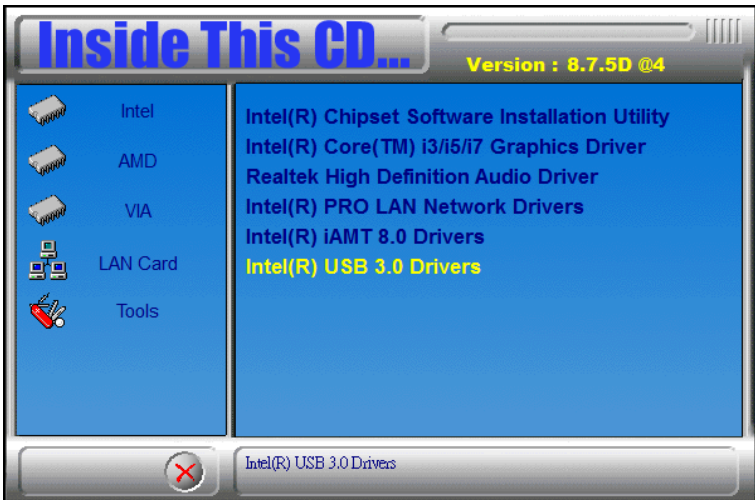 Inside This CD...
Version : 8.7.5D @4
Intel
AMD
VIA
LAN Card
Tools
Intel(R) Chipset Software Installation Utility
Intel(R) Core(TM) i3/i5/i7 Graphics Driver
Realtek High Definition Audio Driver
Intel(R) PRO LAN Network Drivers
Intel(R) iAMT 8.0 Drivers
Intel(R) USB 3.0 Drivers
Intel(R) USB 3.0 Drivers